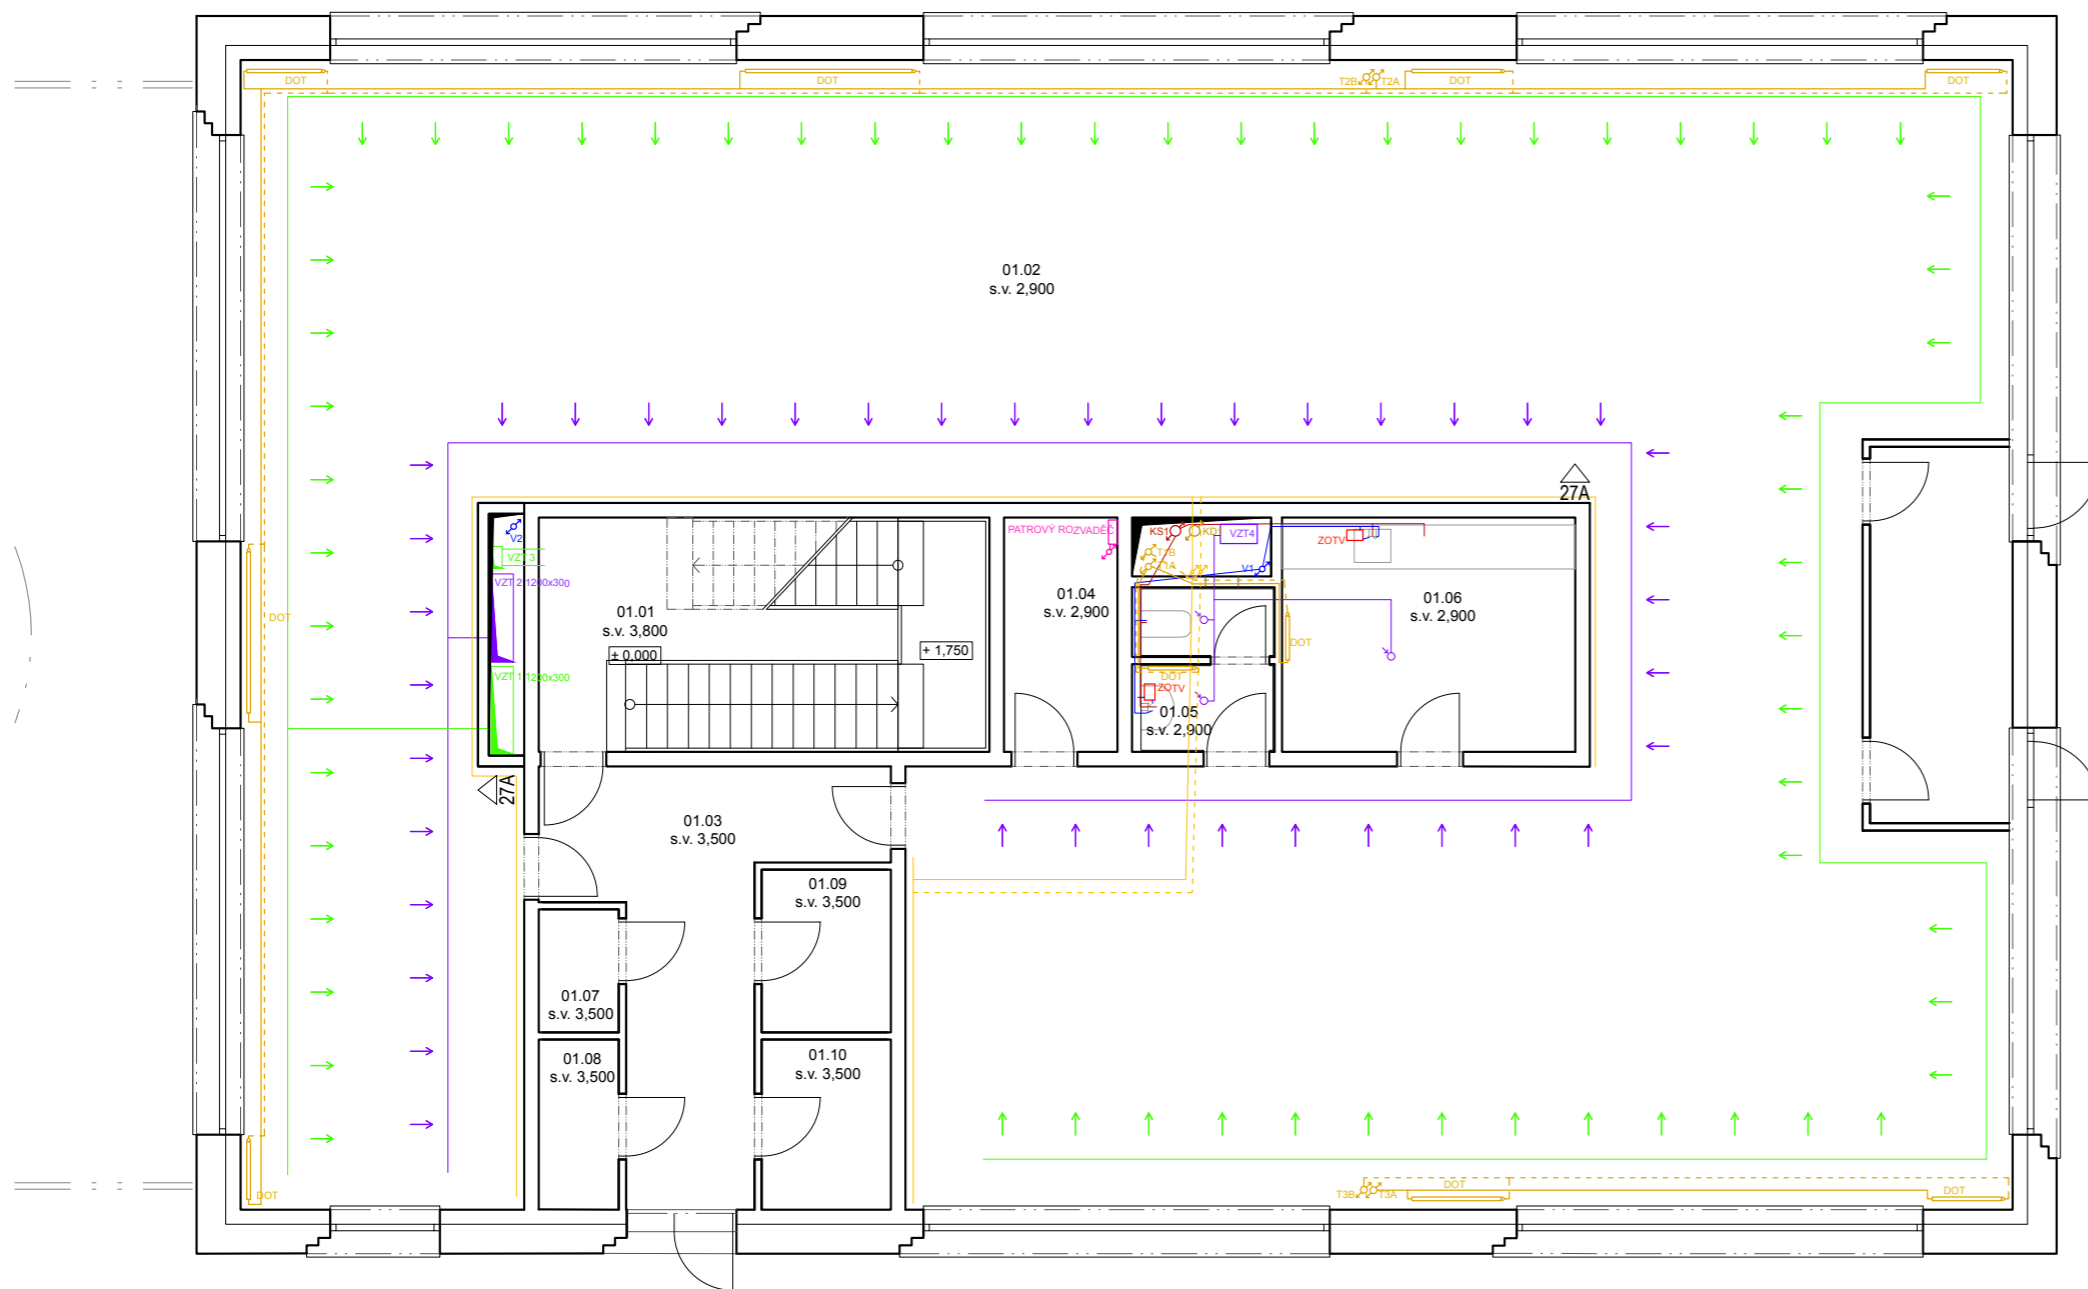 DOT
DOT
T2B
T2A
DOT
DOT
01.02
s.v. 2,900
27A
V2
VZT 3
VZT 2 1200x300
VZT 1 1200x300
DOT
01.01
s.v. 3,800
± 0,000
+ 1,750
PATROVÝ ROZVADĚČ
01.04
s.v. 2,900
KS1
KD
VZT4
T1B
T1A
V1
ZOTV
01.06
s.v. 2,900
DOT
DOT
ZOTV
01.05
s.v. 2,900
27A
01.03
s.v. 3,500
01.09
s.v. 3,500
01.07
s.v. 3,500
01.08
s.v. 3,500
01.10
s.v. 3,500
DOT
T3B
T3A
DOT
DOT